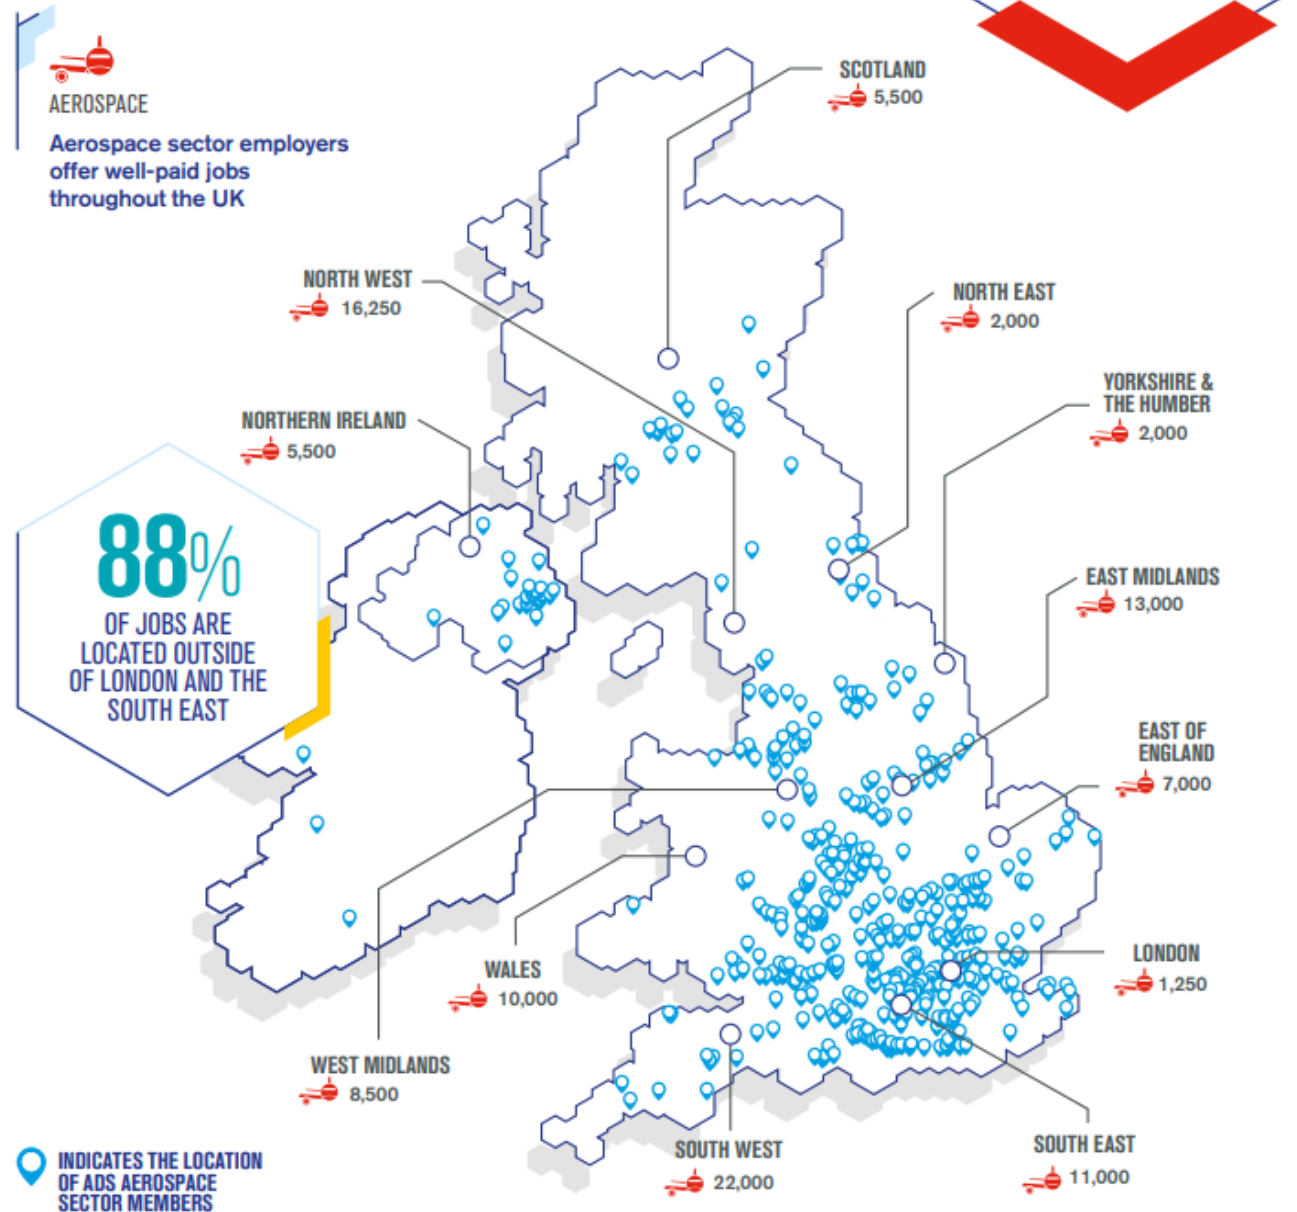 AEROSPACE
Aerospace sector employers
offer well-paid jobs
throughout the UK
SCOTLAND
5,500
NORTH WEST
16,250
NORTH EAST
2,000
YORKSHIRE &
THE HUMBER
2,000
NORTHERN IRELAND
5,500
88%
OF JOBS ARE
LOCATED OUTSIDE
OF LONDON AND THE
SOUTH EAST
EAST MIDLANDS
13,000
EAST OF
ENGLAND
7,000
LONDON
1,250
WALES
10,000
WEST MIDLANDS
8,500
SOUTH WEST
22,000
SOUTH EAST
11,000
INDICATES THE LOCATION
OF ADS AEROSPACE
SECTOR MEMBERS